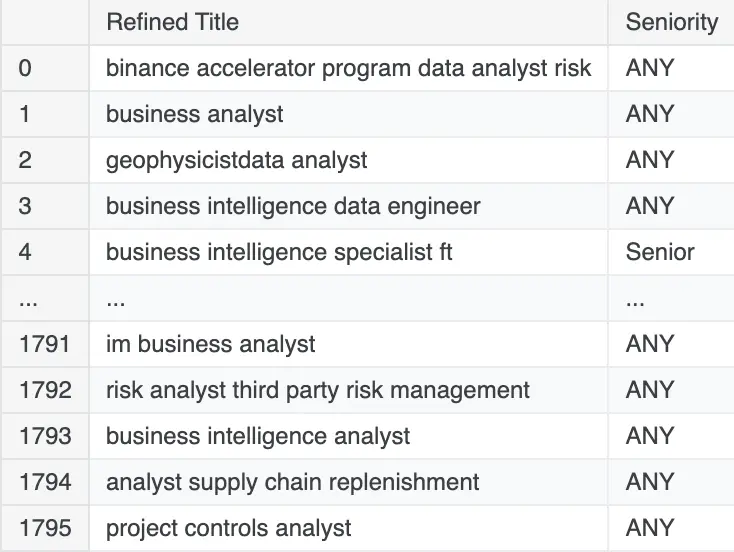 Refined Title Seniority
0 binance accelerator program data analyst risk ANY
1 business analyst ANY
2 geophysicistdata analyst ANY
3 business intelligence data engineer ANY
4 business intelligence specialist ft Senior
... ... ...
1791 im business analyst ANY
1792 risk analyst third party risk management ANY
1793 business intelligence analyst ANY
1794 analyst supply chain replenishment ANY
1795 project controls analyst ANY